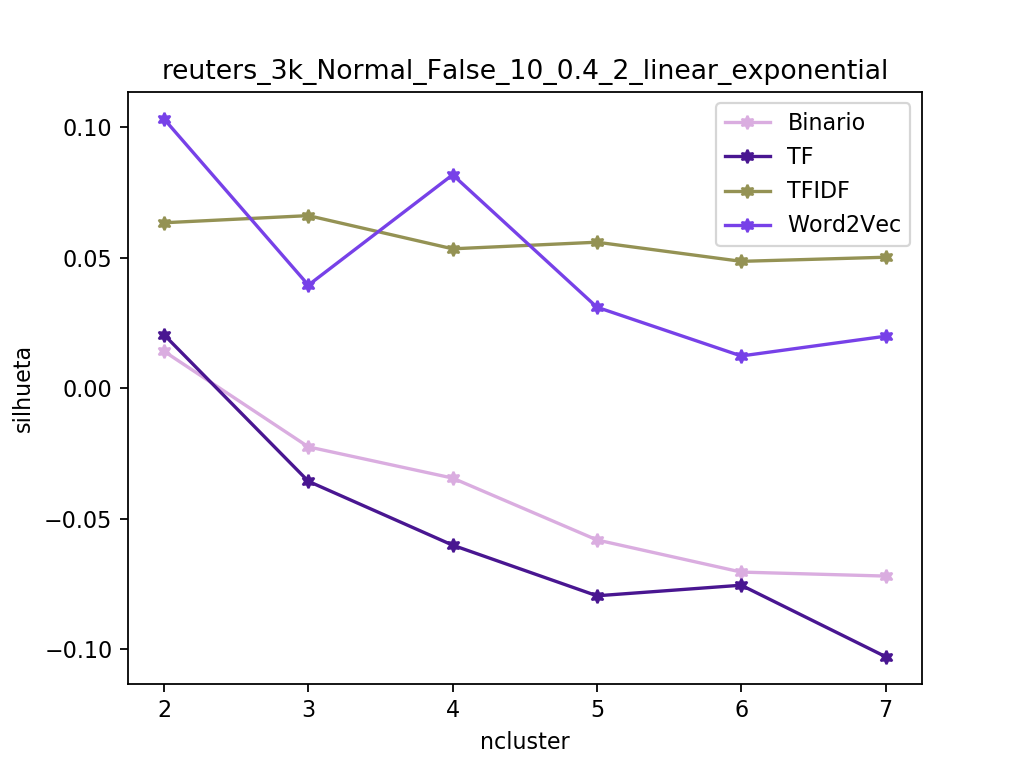 reuters_3k_Normal_False_10_0.4_2_linear_exponential
Binario
TF
TFIDF
Word2Vec
0.10
0.05
0.00
−0.05
−0.10
silhueta
2 3 4 5 6 7
ncluster